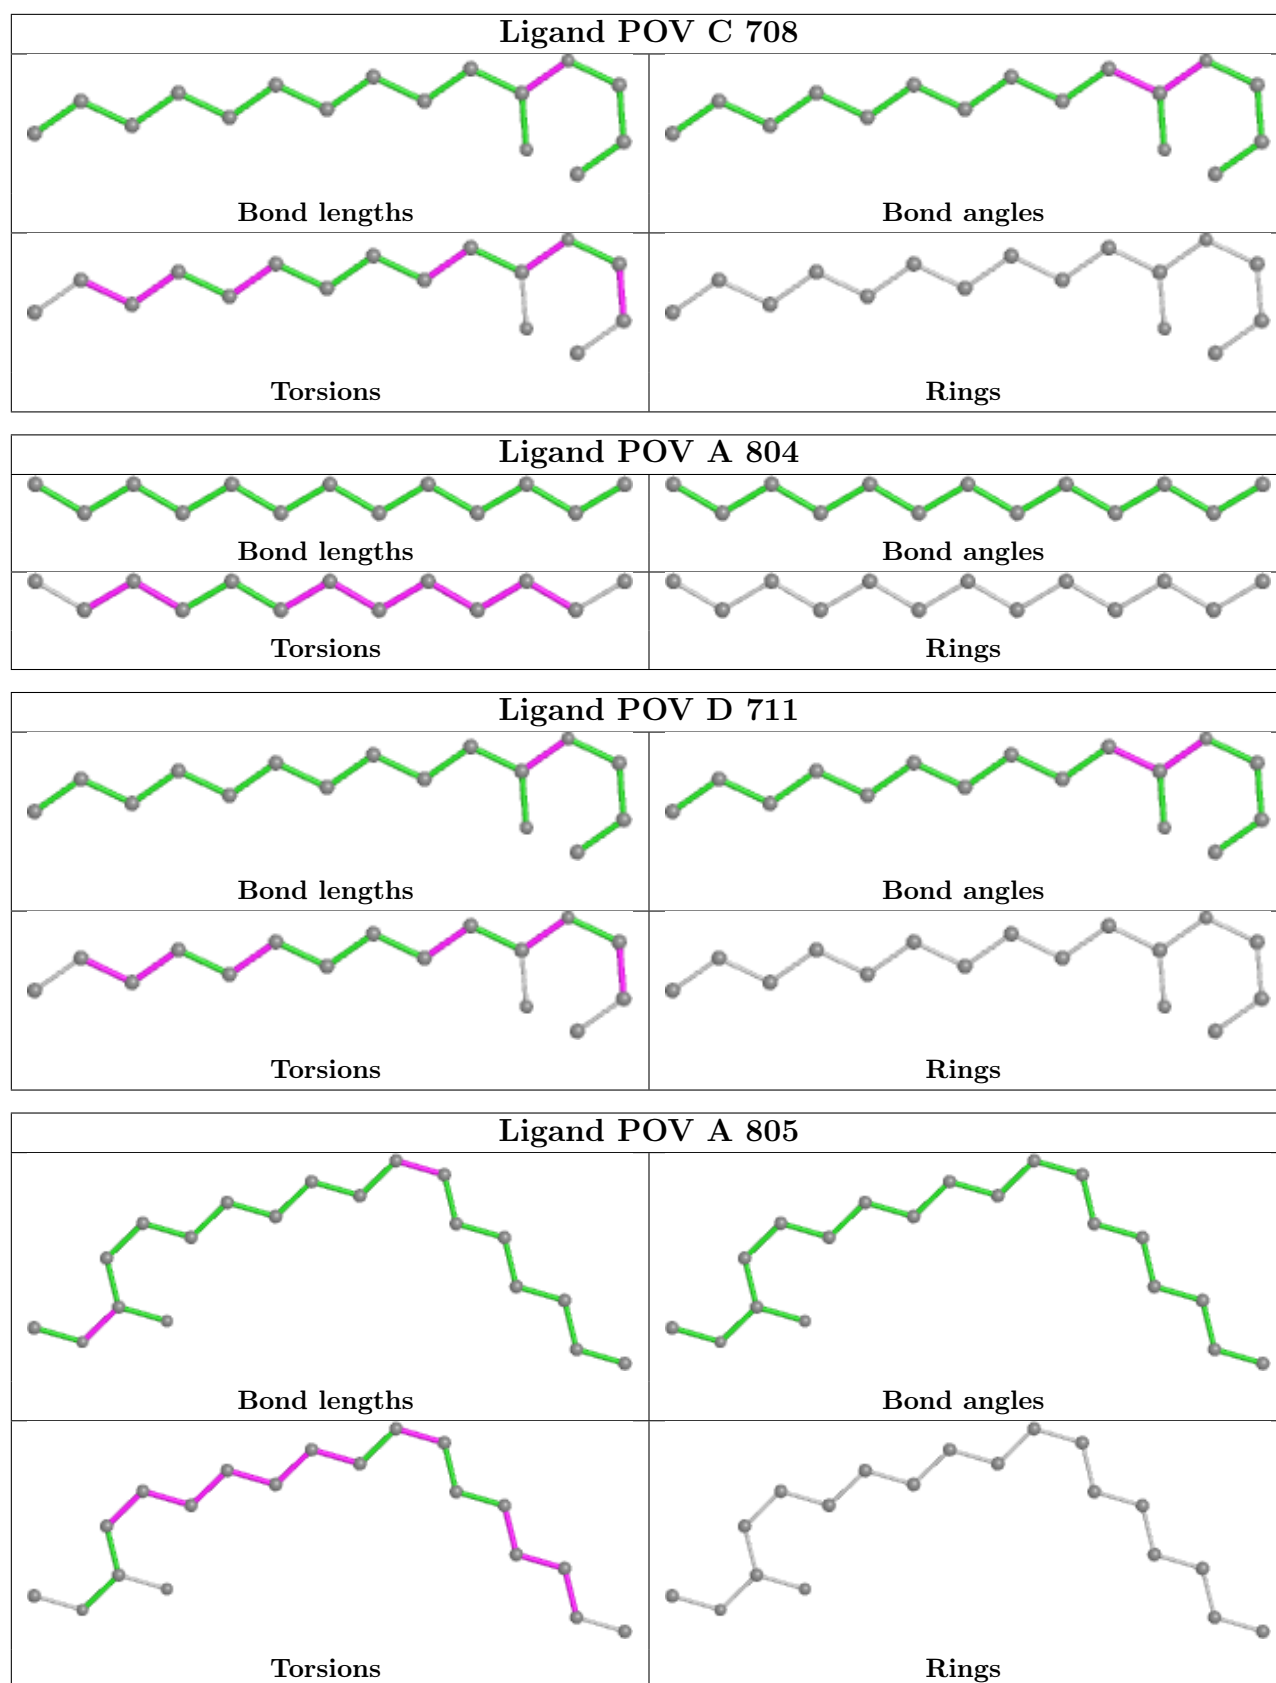 Ligand POV C 708
Bond lengths
Bond angles
Torsions
Rings
Ligand POV A 804
Bond lengths
Bond angles
Torsions
Rings
Ligand POV D 711
Bond lengths
Bond angles
Torsions
Rings
Ligand POV A 805
Bond lengths
Bond angles
Torsions
Rings